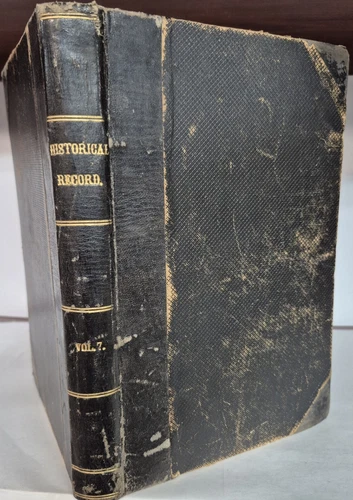 HISTORICAL
RECORD.
VOL. 7.